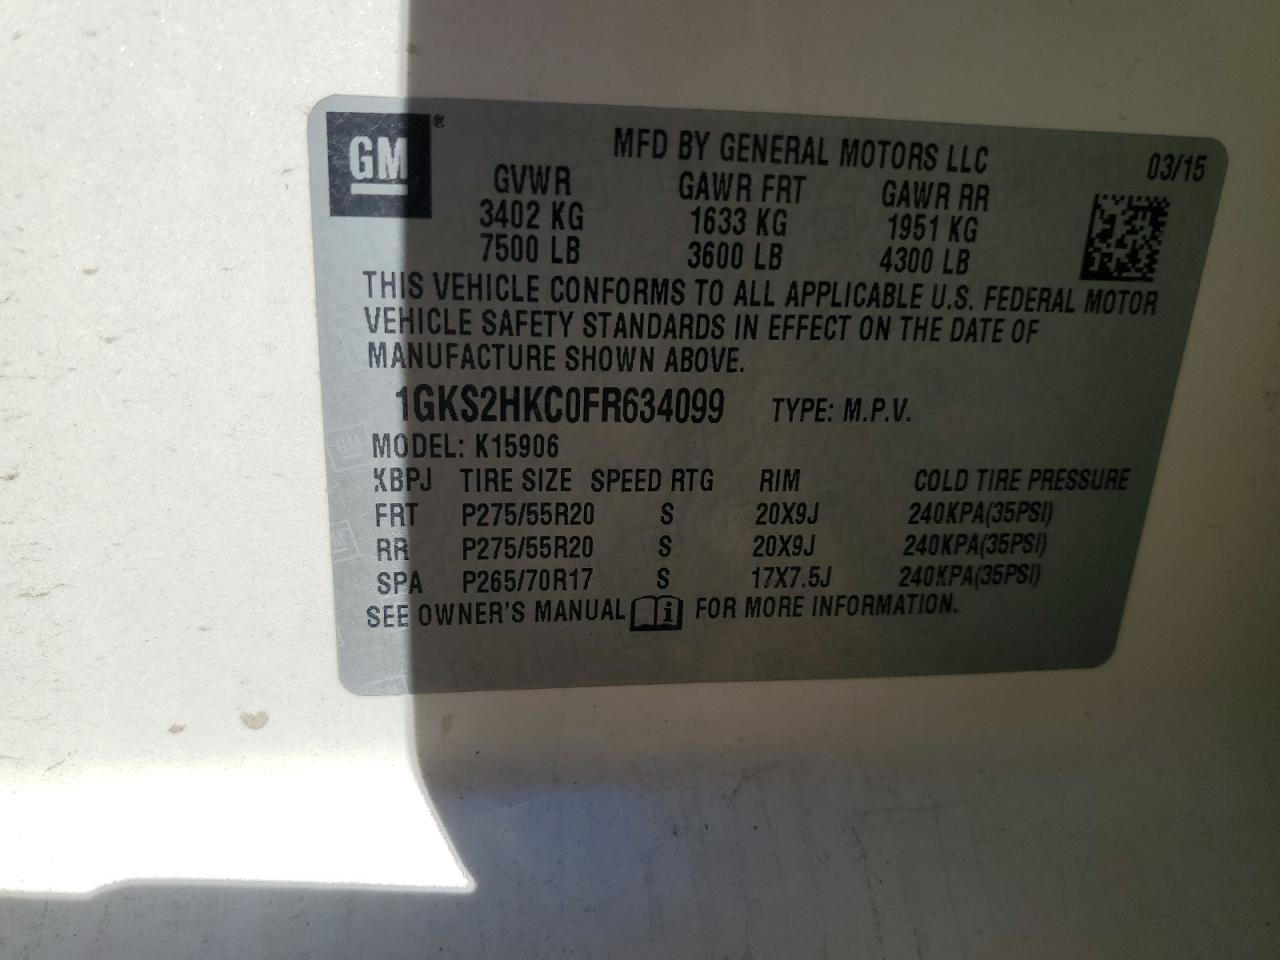 GM®
MFD BY GENERAL MOTORS LLC 03/15
GVWR GAWR FRT GAWR RR
3402 KG 1633 KG 1951 KG
7500 LB 3600 LB 4300 LB
THIS VEHICLE CONFORMS TO ALL APPLICABLE U.S. FEDERAL MOTOR
VEHICLE SAFETY STANDARDS IN EFFECT ON THE DATE OF
MANUFACTURE SHOWN ABOVE.
1GKS2HKC0FR634099 TYPE: M.P.V.
MODEL: K15906
KBPJ TIRE SIZE SPEED RTG RIM COLD TIRE PRESSURE
FRT P275/55R20 S 20X9J 240KPA(35PSI)
RR P275/55R20 S 20X9J 240KPA(35PSI)
SPA P265/70R17 S 17X7.5J 240KPA(35PSI)
SEE OWNER'S MANUAL i FOR MORE INFORMATION.